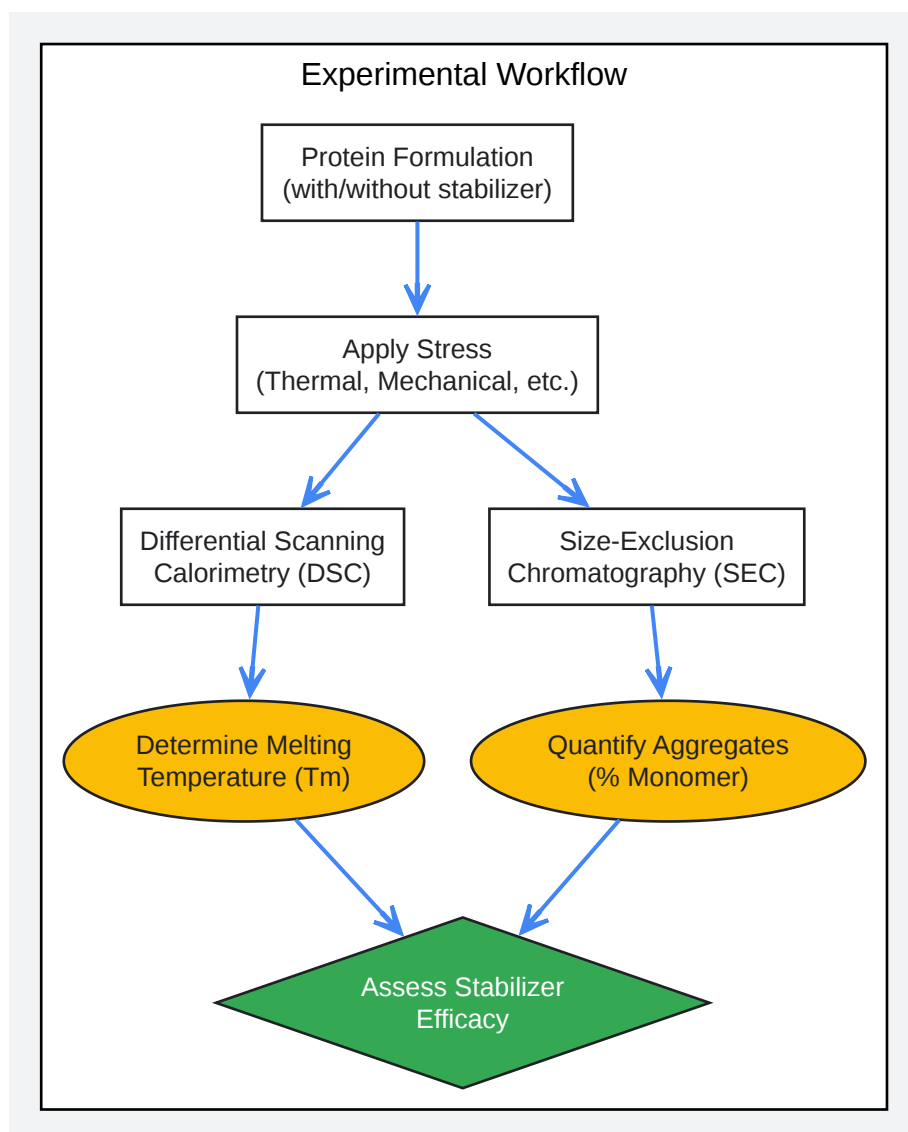 Experimental Workflow
Protein Formulation
(with/without stabilizer)
Apply Stress
(Thermal, Mechanical, etc.)
Differential Scanning
Calorimetry (DSC)
Size-Exclusion
Chromatography (SEC)
Determine Melting
Temperature (Tm)
Quantify Aggregates
(% Monomer)
Assess Stabilizer
Efficacy